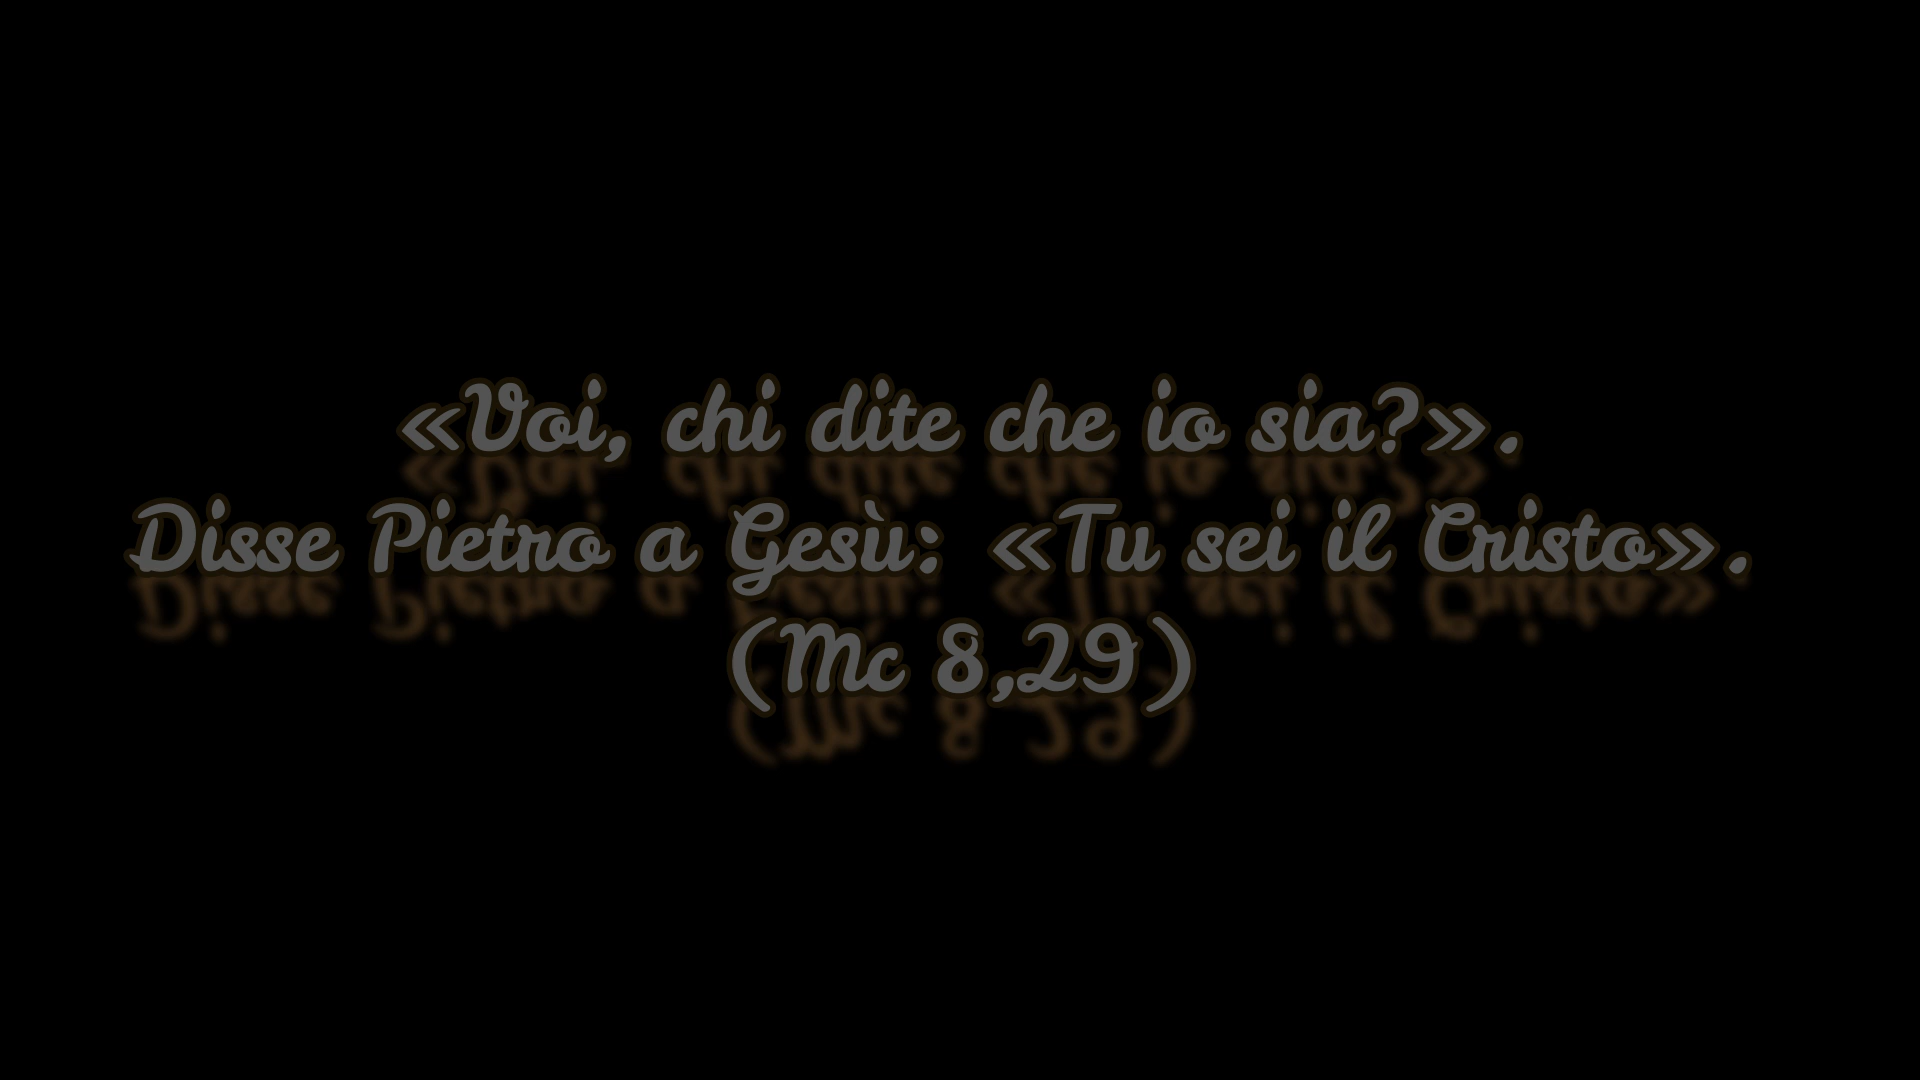 «Voi, chi dite che io sia?».
Disse Pietro a Gesù: «Tu sei il Cristo».
(Mc 8,29)